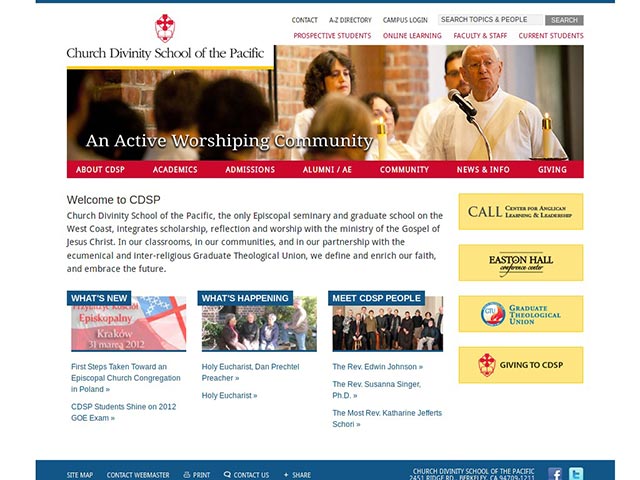 CONTACT A-Z DIRECTORY CAMPUS LOGIN SEARCH TOPICS & PEOPLE SEARCH
PROSPECTIVE STUDENTS ONLINE LEARNING FACULTY & STAFF CURRENT STUDENTS
Church Divinity School of the Pacific
An Active Worshiping Community
ABOUT CDSP ACADEMICS ADMISSIONS ALUMNI / AE COMMUNITY NEWS & INFO GIVING
Welcome to CDSP
Church Divinity School of the Pacific, the only Episcopal seminary and graduate school on the
West Coast, integrates scholarship, reflection and worship with the ministry of the Gospel of
Jesus Christ. In our classrooms, in our communities, and in our partnership with the
ecumenical and inter-religious Graduate Theological Union, we define and enrich our faith,
and embrace the future.
CALL CENTER FOR ANGLICAN
LEARNING & LEADERSHIP
EASTON HALL
conference center
GTU GRADUATE
THEOLOGICAL
UNION
GIVING TO CDSP
WHAT'S NEW
Kościół
Episkopalny
Kraków
31 marca 2012
First Steps Taken Toward an
Episcopal Church Congregation
in Poland »
CDSP Students Shine on 2012
GOE Exam »
WHAT'S HAPPENING
Holy Eucharist, Dan Prechtel
Preacher »
Holy Eucharist »
MEET CDSP PEOPLE
The Rev. Edwin Johnson »
The Rev. Susanna Singer,
Ph.D. »
The Most Rev. Katharine Jefferts
Schori »
SITE MAP CONTACT WEBMASTER PRINT CONTACT US SHARE
CHURCH DIVINITY SCHOOL OF THE PACIFIC
2451 RIDGE RD., BERKELEY, CA 94709-1211